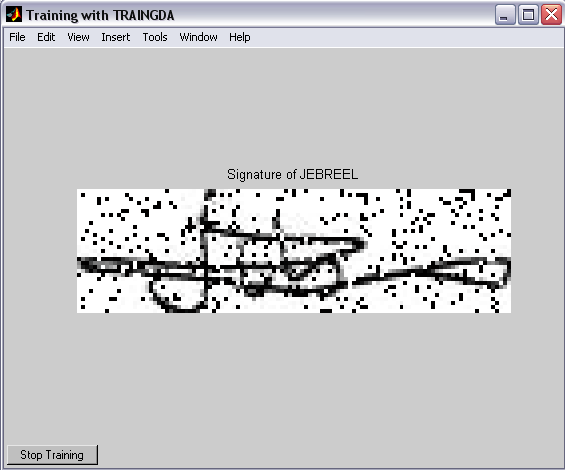 Training with TRAINGDA
File Edit View Insert Tools Window Help
Signature of JEBREEL
Stop Training